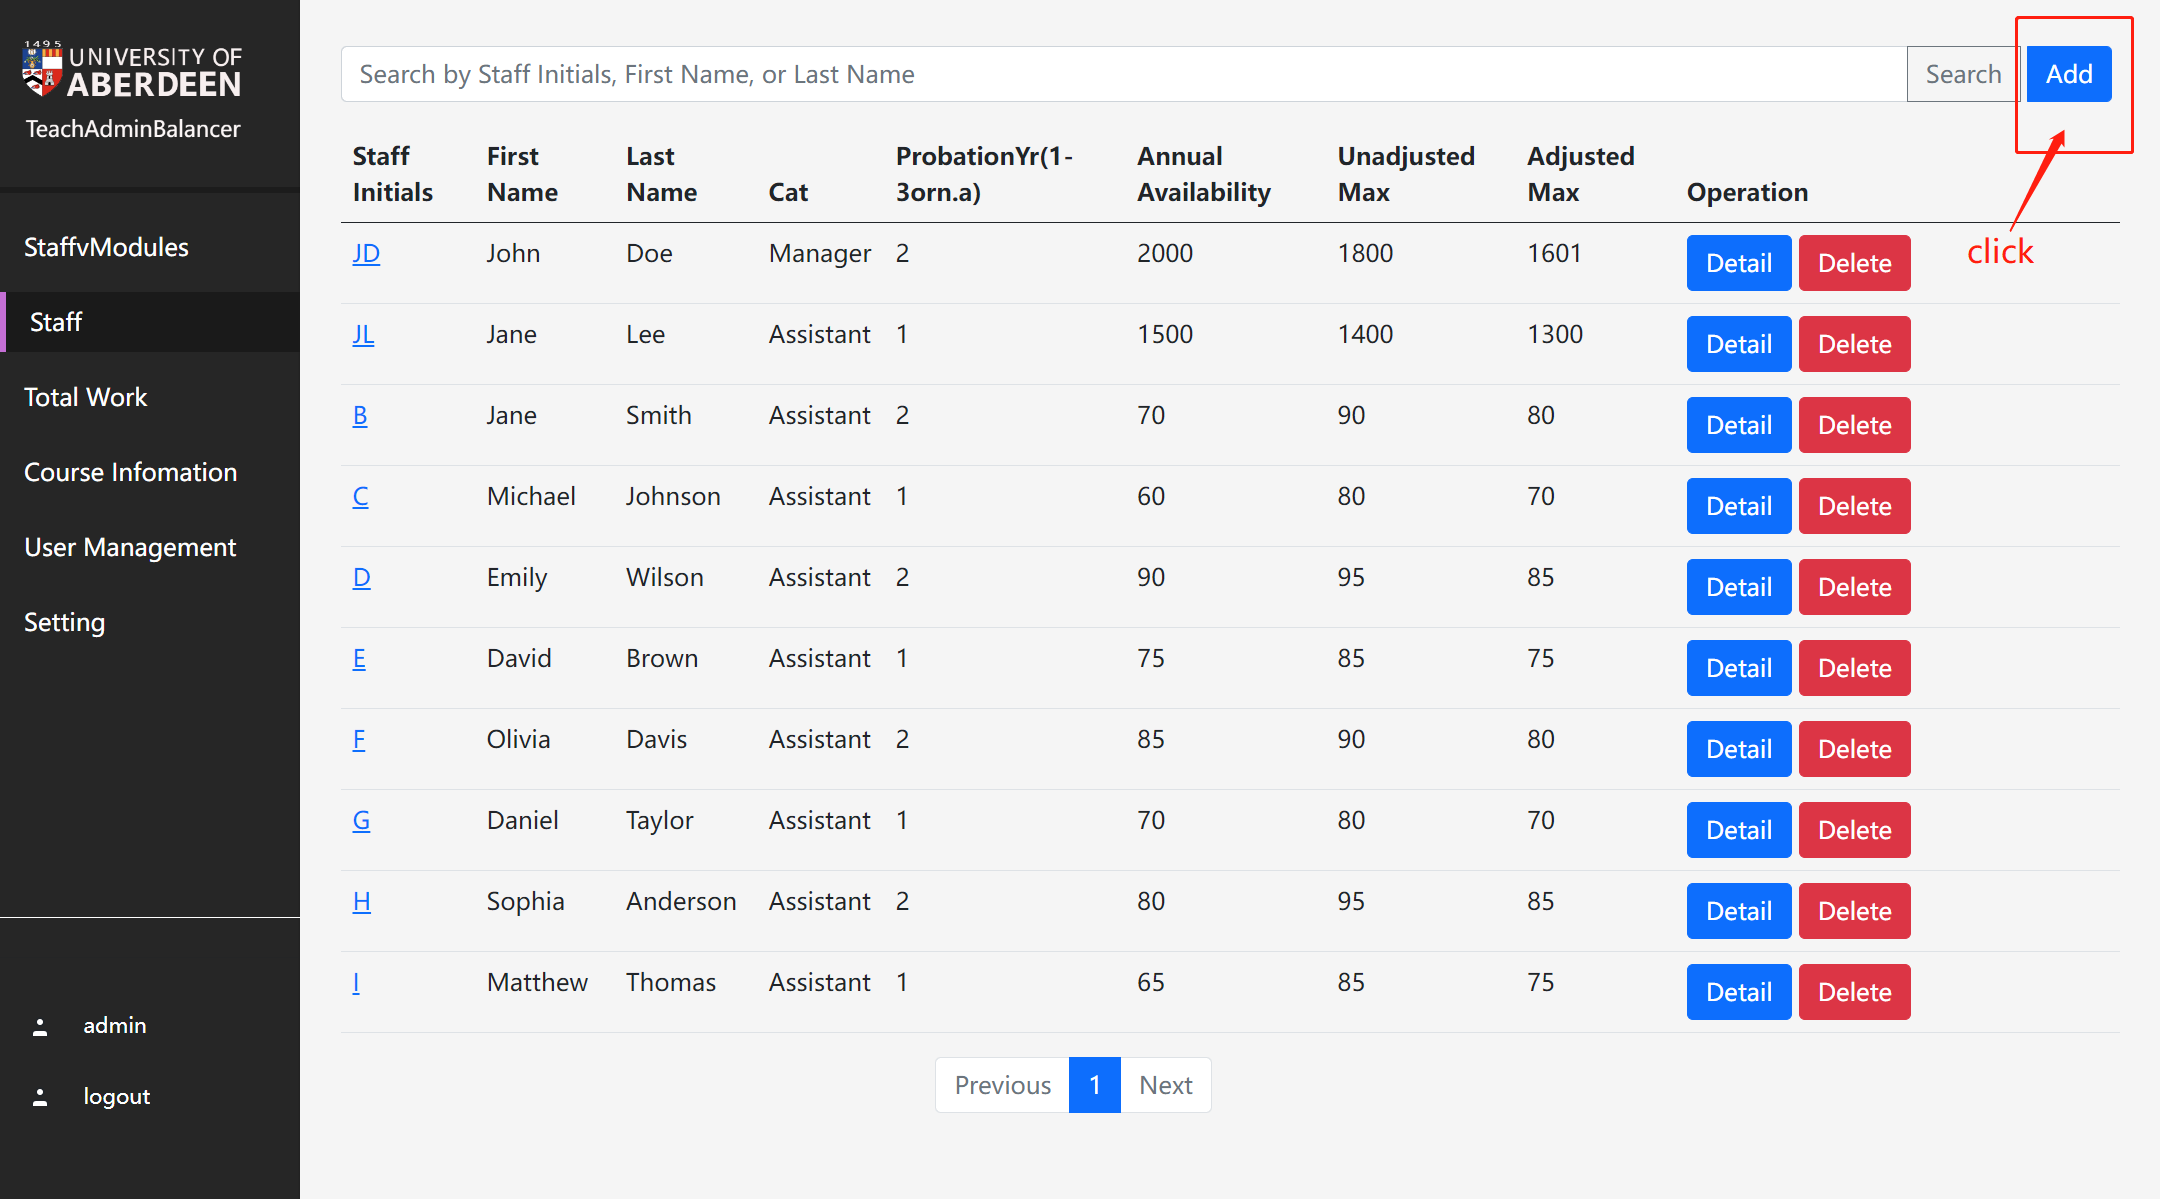 1495
UNIVERSITY OF
ABERDEEN
TeachAdminBalancer
StaffvModules
Staff
Total Work
Course Infomation
User Management
Setting
admin
logout
Search by Staff Initials, First Name, or Last Name Search Add
click
Staff Initials First Name Last Name Cat ProbationYr(1-3orn.a) Annual Availability Unadjusted Max Adjusted Max Operation
JD John Doe Manager 2 2000 1800 1601 Detail Delete
JL Jane Lee Assistant 1 1500 1400 1300 Detail Delete
B Jane Smith Assistant 2 70 90 80 Detail Delete
C Michael Johnson Assistant 1 60 80 70 Detail Delete
D Emily Wilson Assistant 2 90 95 85 Detail Delete
E David Brown Assistant 1 75 85 75 Detail Delete
F Olivia Davis Assistant 2 85 90 80 Detail Delete
G Daniel Taylor Assistant 1 70 80 70 Detail Delete
H Sophia Anderson Assistant 2 80 95 85 Detail Delete
I Matthew Thomas Assistant 1 65 85 75 Detail Delete
Previous 1 Next